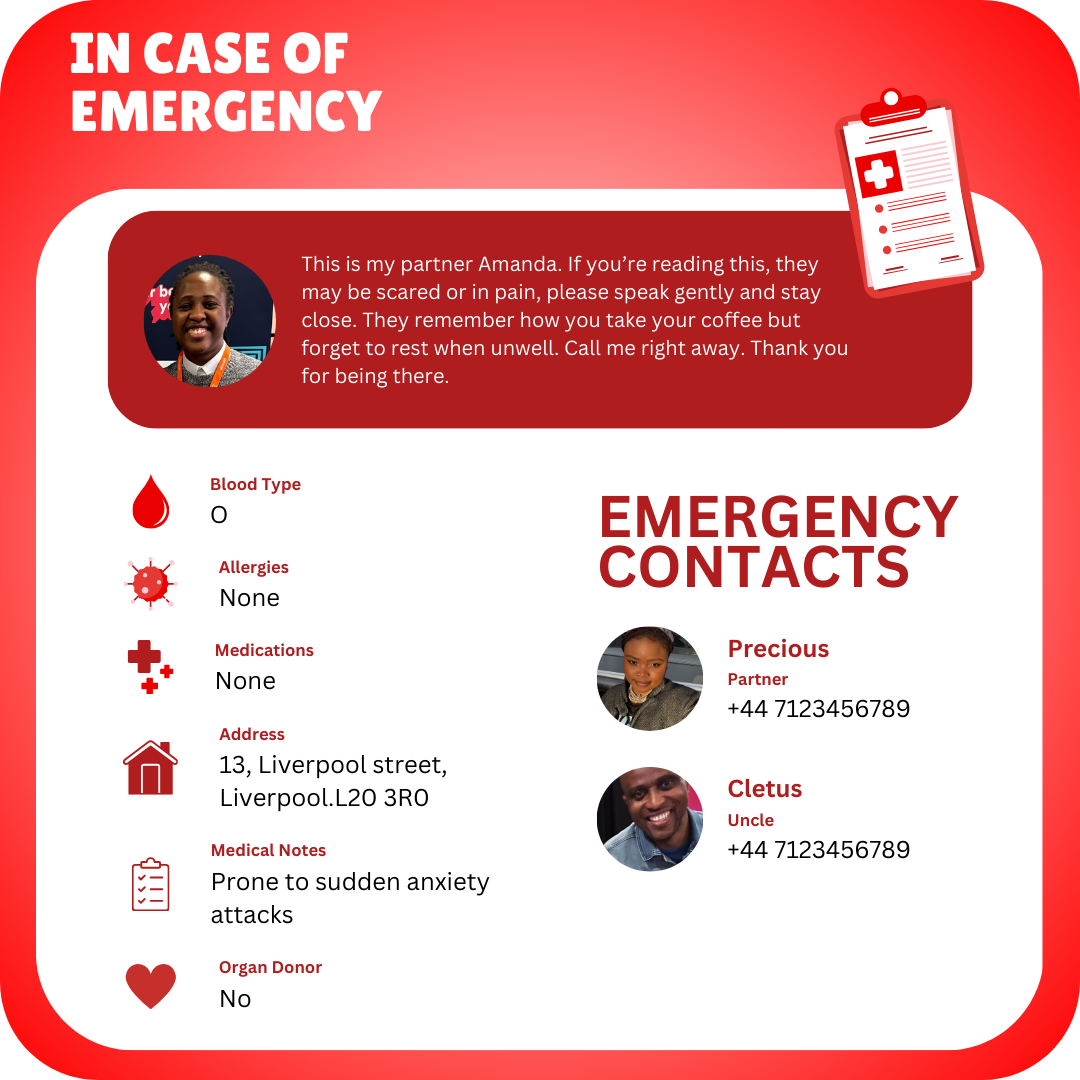 IN CASE OF
EMERGENCY
This is my partner Amanda. If you’re reading this, they
may be scared or in pain, please speak gently and stay
close. They remember how you take your coffee but
forget to rest when unwell. Call me right away. Thank you
for being there.
Blood Type
O
Allergies
None
Medications
None
Address
13, Liverpool street,
Liverpool.L20 3R0
Medical Notes
Prone to sudden anxiety
attacks
Organ Donor
No
EMERGENCY
CONTACTS
Precious
Partner
+44 7123456789
Cletus
Uncle
+44 7123456789